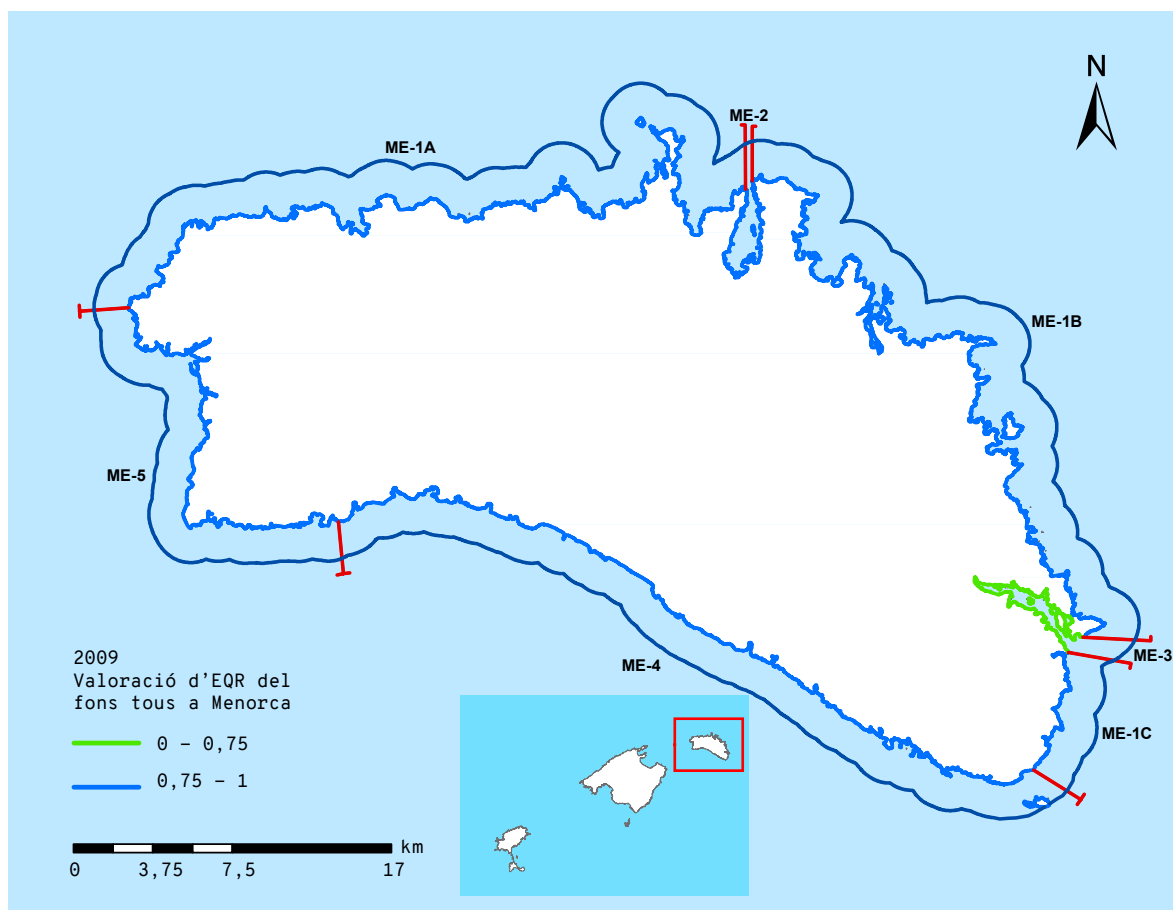 N
ME-2
ME-1A
ME-1B
ME-5
ME-3
ME-4
ME-1C
2009
Valoració d'EQR del
fons tous a Menorca
0 – 0,75
0,75 – 1
km
0 3,75 7,5 17